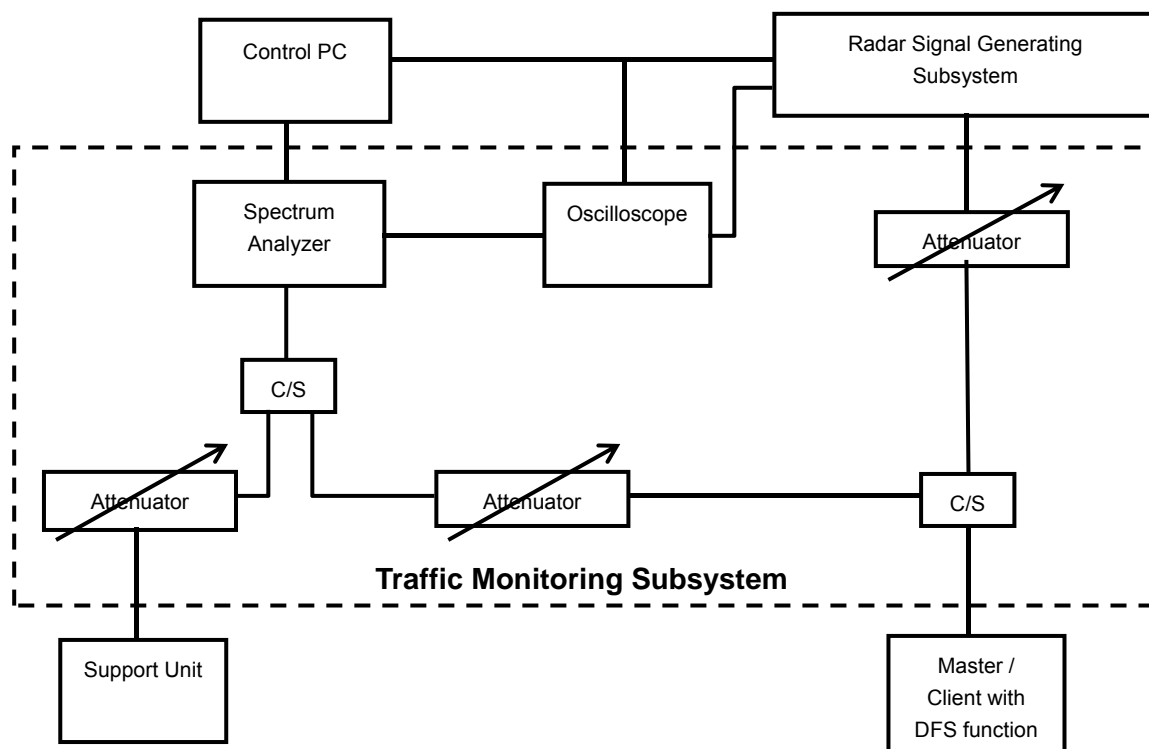 Control PC
Radar Signal Generating
Subsystem
Spectrum
Analyzer
Oscilloscope
Attenuator
C/S
Attenuator
Attenuator
C/S
Traffic Monitoring Subsystem
Support Unit
Master /
Client with
DFS function